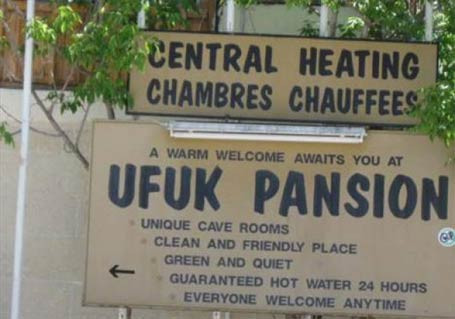 CENTRAL HEATING
CHAMBRES CHAUFFEES
A WARM WELCOME AWAITS YOU AT
UFUK PANSION
UNIQUE CAVE ROOMS
CLEAN AND FRIENDLY PLACE
GREEN AND QUIET
GUARANTEED HOT WATER 24 HOURS
EVERYONE WELCOME ANYTIME